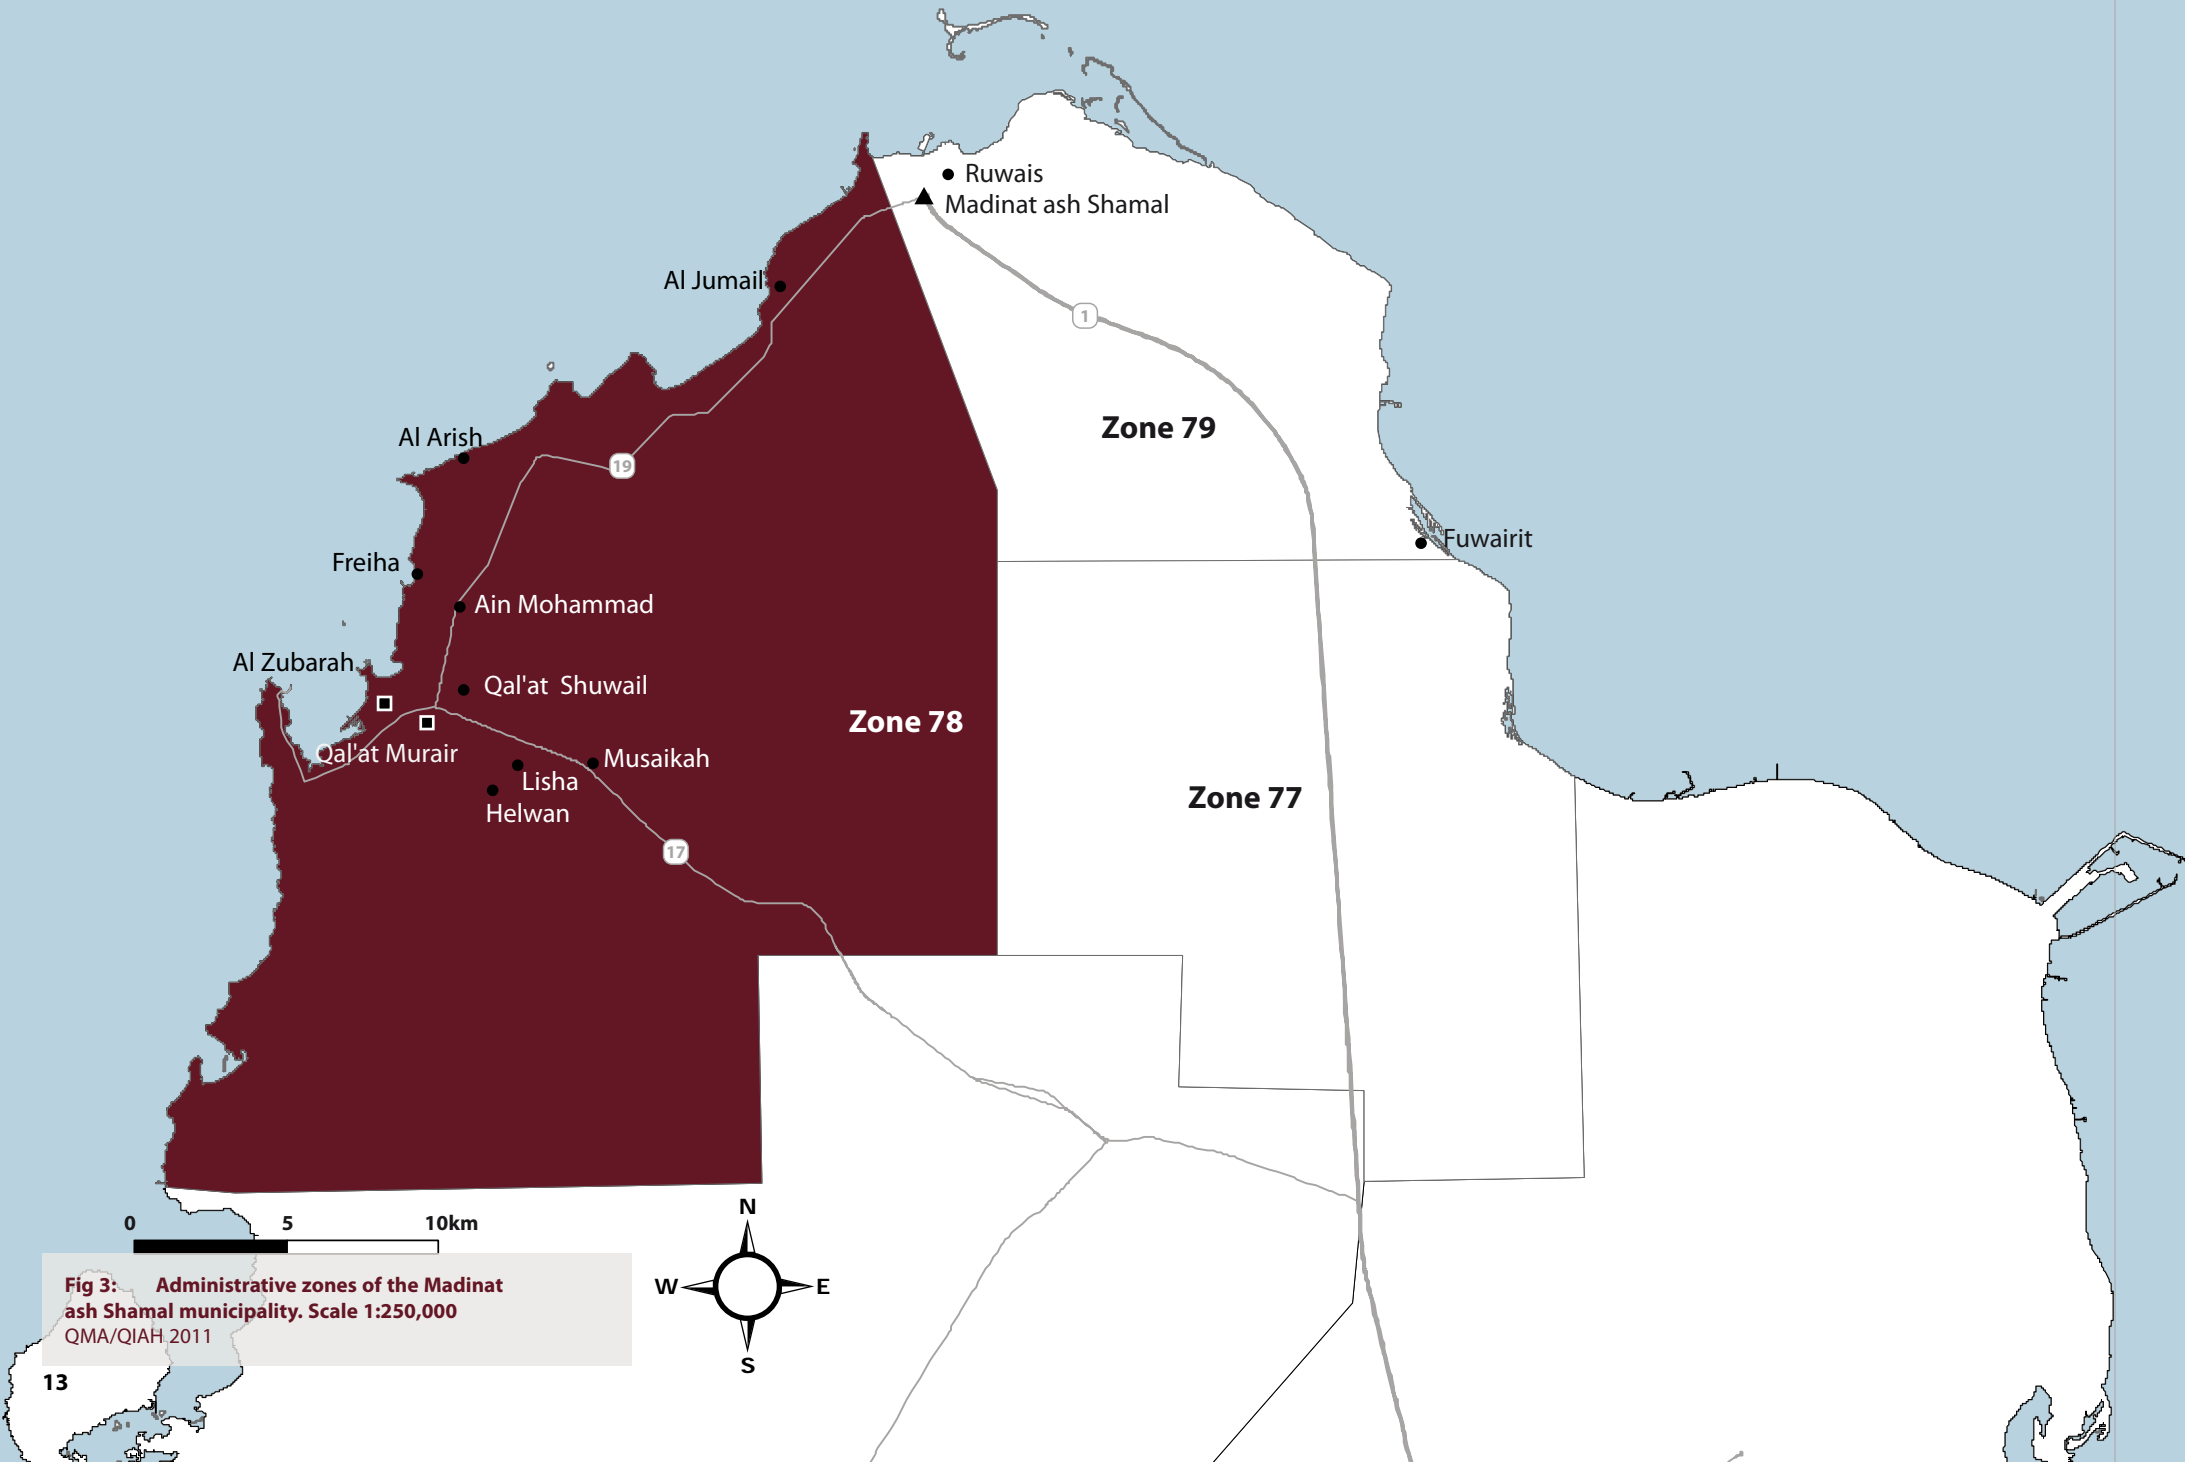 Ruwais
Madinat ash Shamal
Al Jumail
1
Zone 79
Al Arish
19
Fuwairit
Freiha
Ain Mohammad
Al Zubarah
Qal'at  Shuwail
Zone 78
Qal'at Murair
Musaikah
Lisha
Helwan
Zone 77
17
0 5 10km
N
W E
S
Fig 3: Administrative zones of the Madinat
ash Shamal municipality. Scale 1:250,000
QMA/QIAH 2011
13